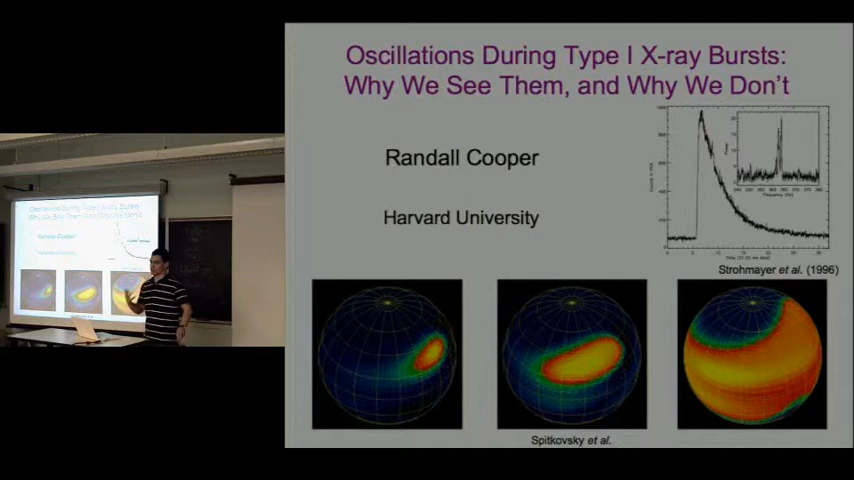 Oscillations During Type I X-ray Bursts:
Why We See Them, and Why We Don't
Randall Cooper
Harvard University
Strohmayer et al. (1996)
Spitkovsky et al.